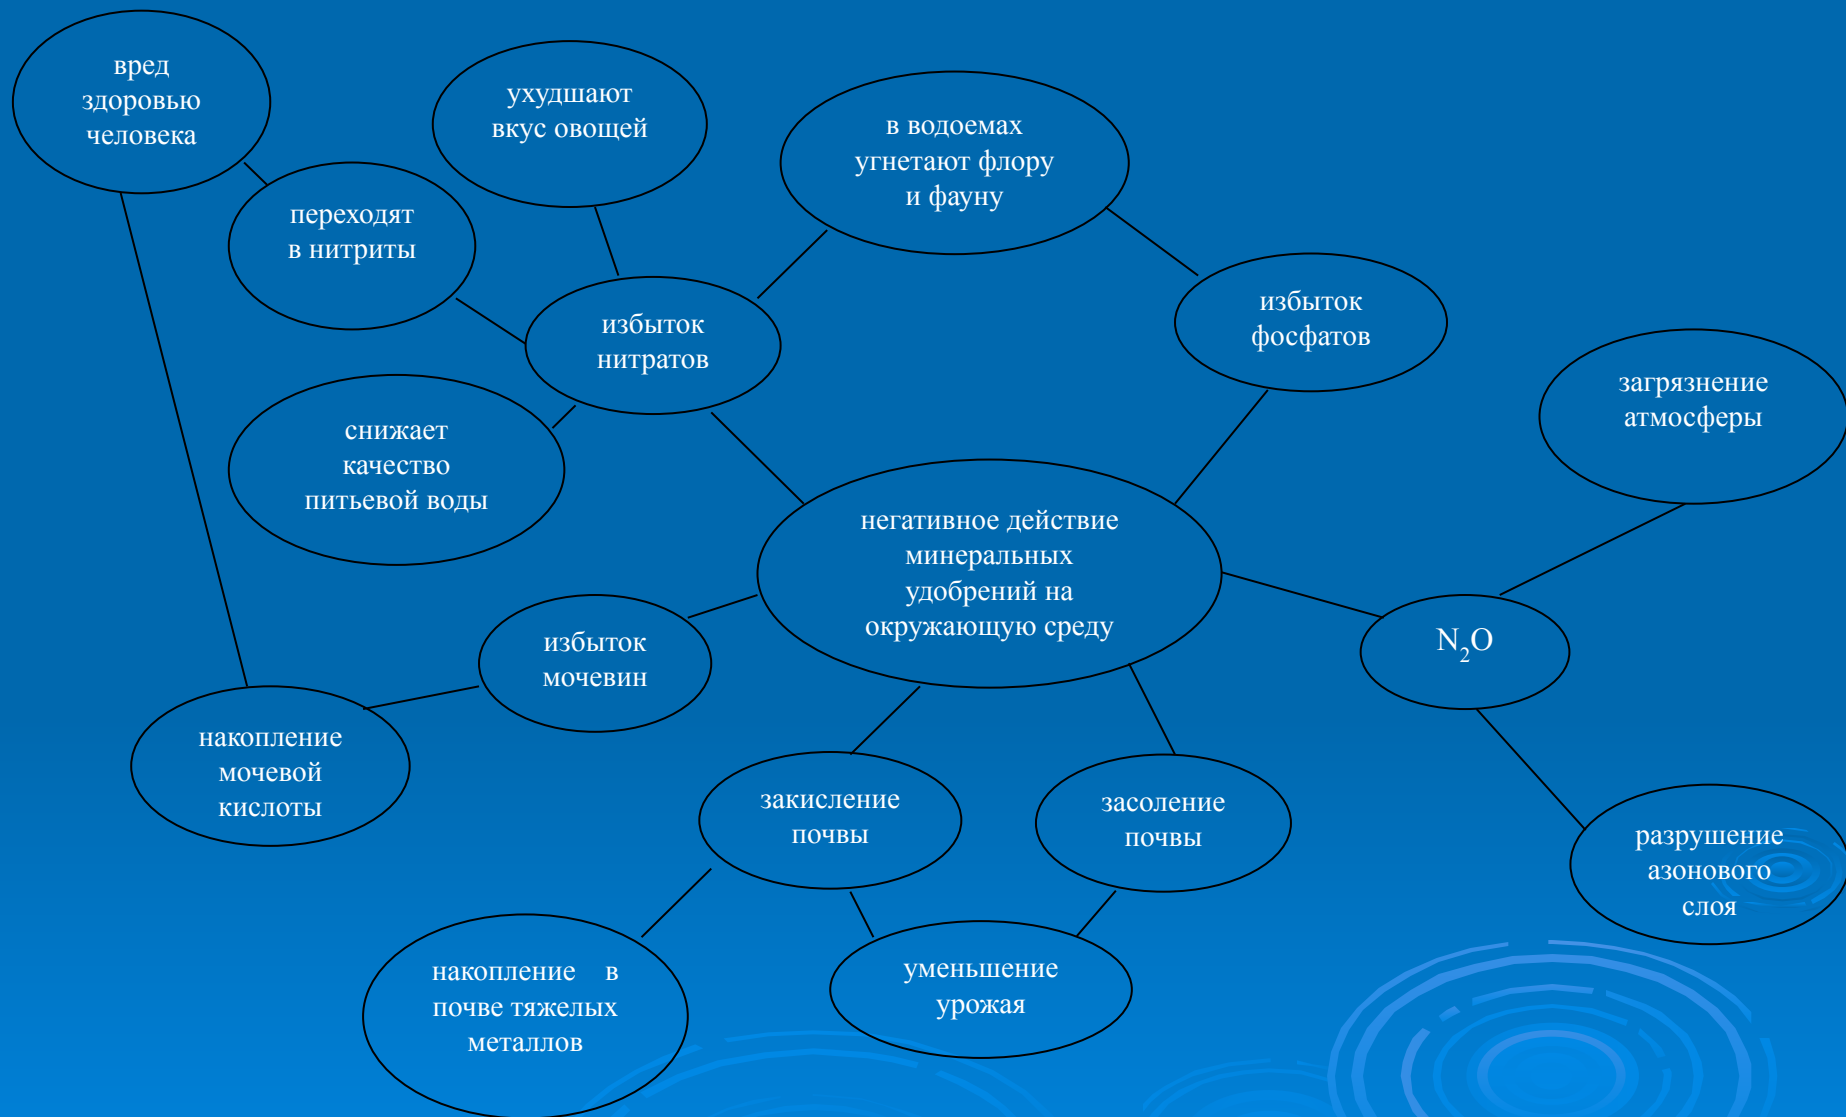 вред
здоровью
человека
ухудшают
вкус овощей
в водоемах
угнетают флору
и фауну
переходят
в нитриты
избыток
нитратов
избыток
фосфатов
загрязнение
атмосферы
снижает
качество
питьевой воды
негативное действие
минеральных
удобрений на
окружающую среду
избыток
мочевин
N₂O
накопление
мочевой
кислоты
закисление
почвы
засоление
почвы
разрушение
азонового
слоя
накопление в
почве тяжелых
металлов
уменьшение
урожая